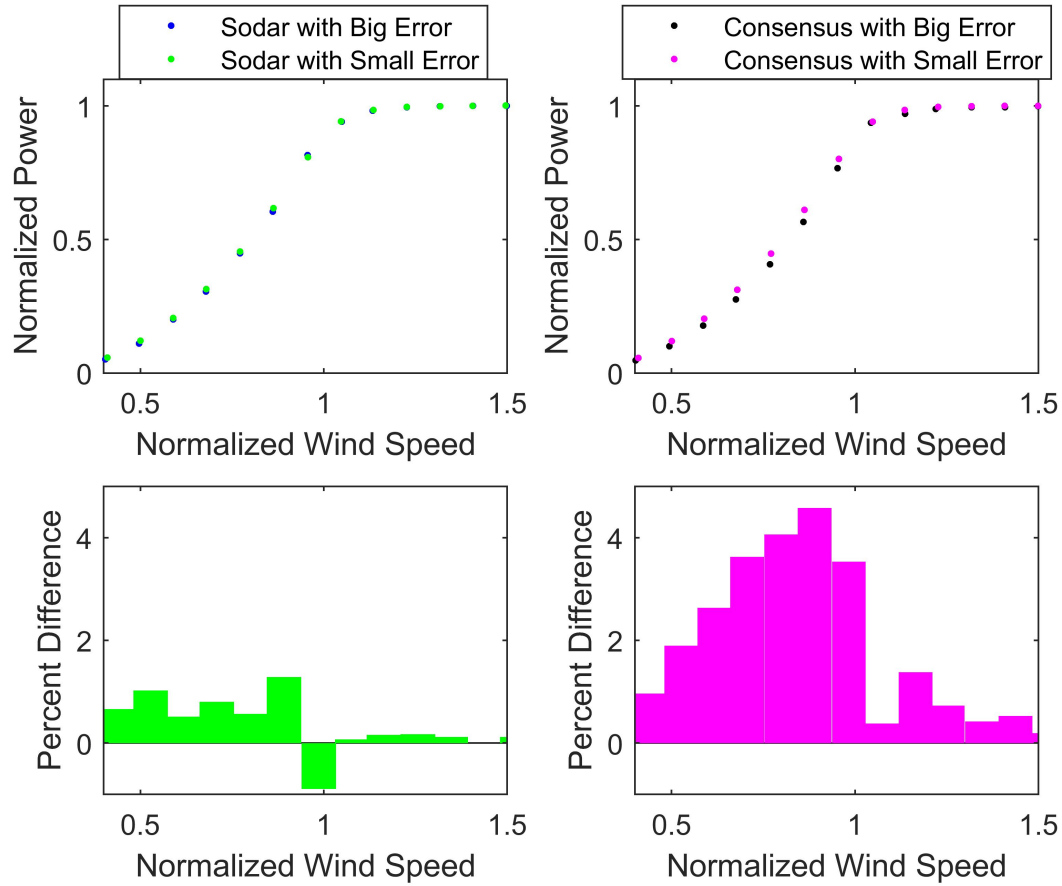 Sodar with Big Error
Sodar with Small Error
Normalized Power
1
0.5
0
0.5 1 1.5
Normalized Wind Speed
Consensus with Big Error
Consensus with Small Error
Normalized Power
1
0.5
0
0.5 1 1.5
Normalized Wind Speed
Percent Difference
4
2
0
0.5 1 1.5
Normalized Wind Speed
Percent Difference
4
2
0
0.5 1 1.5
Normalized Wind Speed